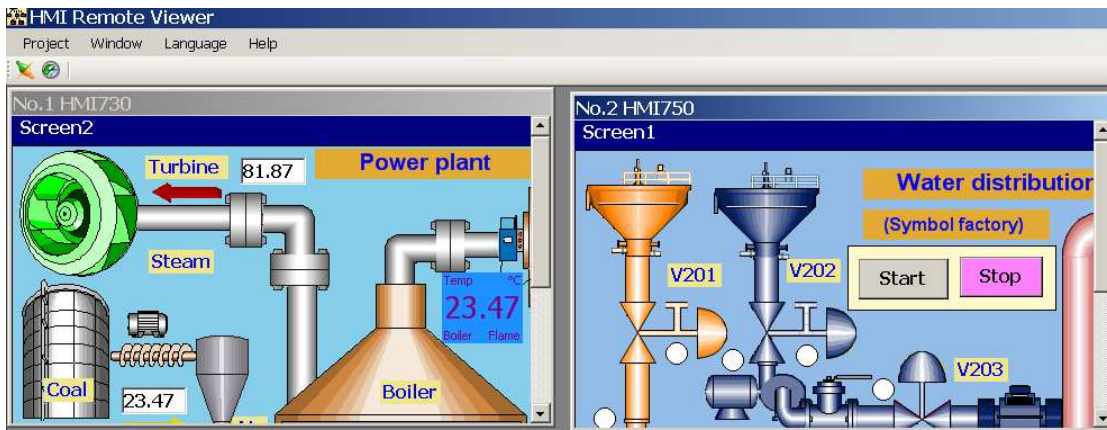 HMI Remote Viewer
Project Window Language Help
No.1 HMI730
Screen2
Turbine
81.87
Power plant
Steam
Temp °C
23.47
Boiler Flame
Coal
23.47
Boiler
No.2 HMI750
Screen1
Water distribution
(Symbol factory)
V201
V202
Start
Stop
V203